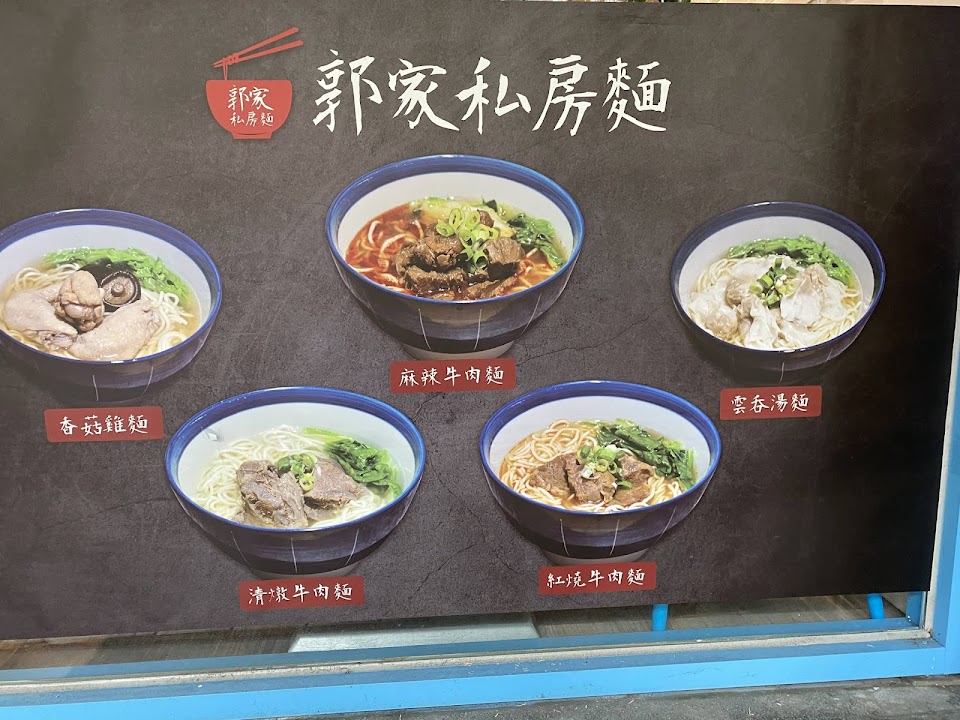 郭家
私房麵
郭家私房麵
麻辣牛肉麵
香菇雞麵
雲吞湯麵
清燉牛肉麵
紅燒牛肉麵